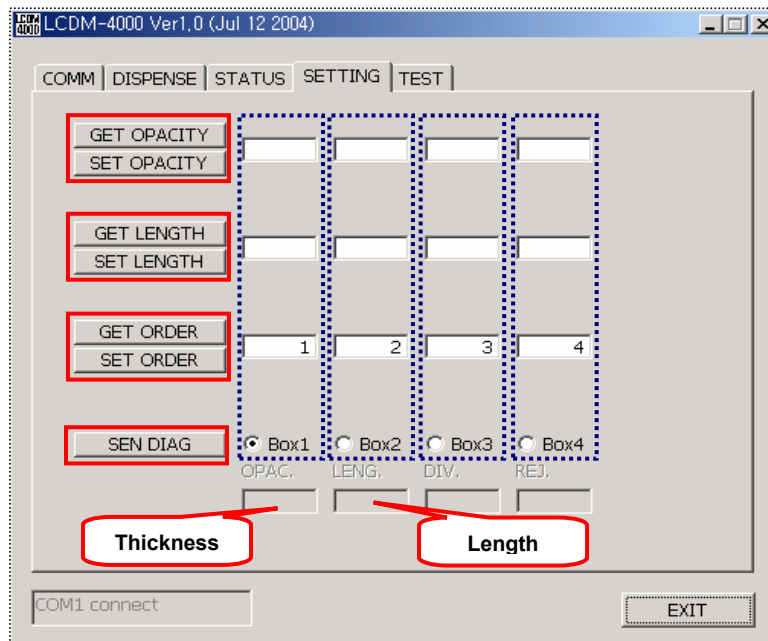 LCDM-4000 LCDM-4000 Ver1,0 (Jul 12 2004)
COMM DISPENSE STATUS SETTING TEST
GET OPACITY
SET OPACITY
GET LENGTH
SET LENGTH
GET ORDER
1 2 3 4
SET ORDER
SEN DIAG Box1 Box2 Box3 Box4
OPAC. LENG. DIV. REJ.
Thickness Length
COM1 connect EXIT